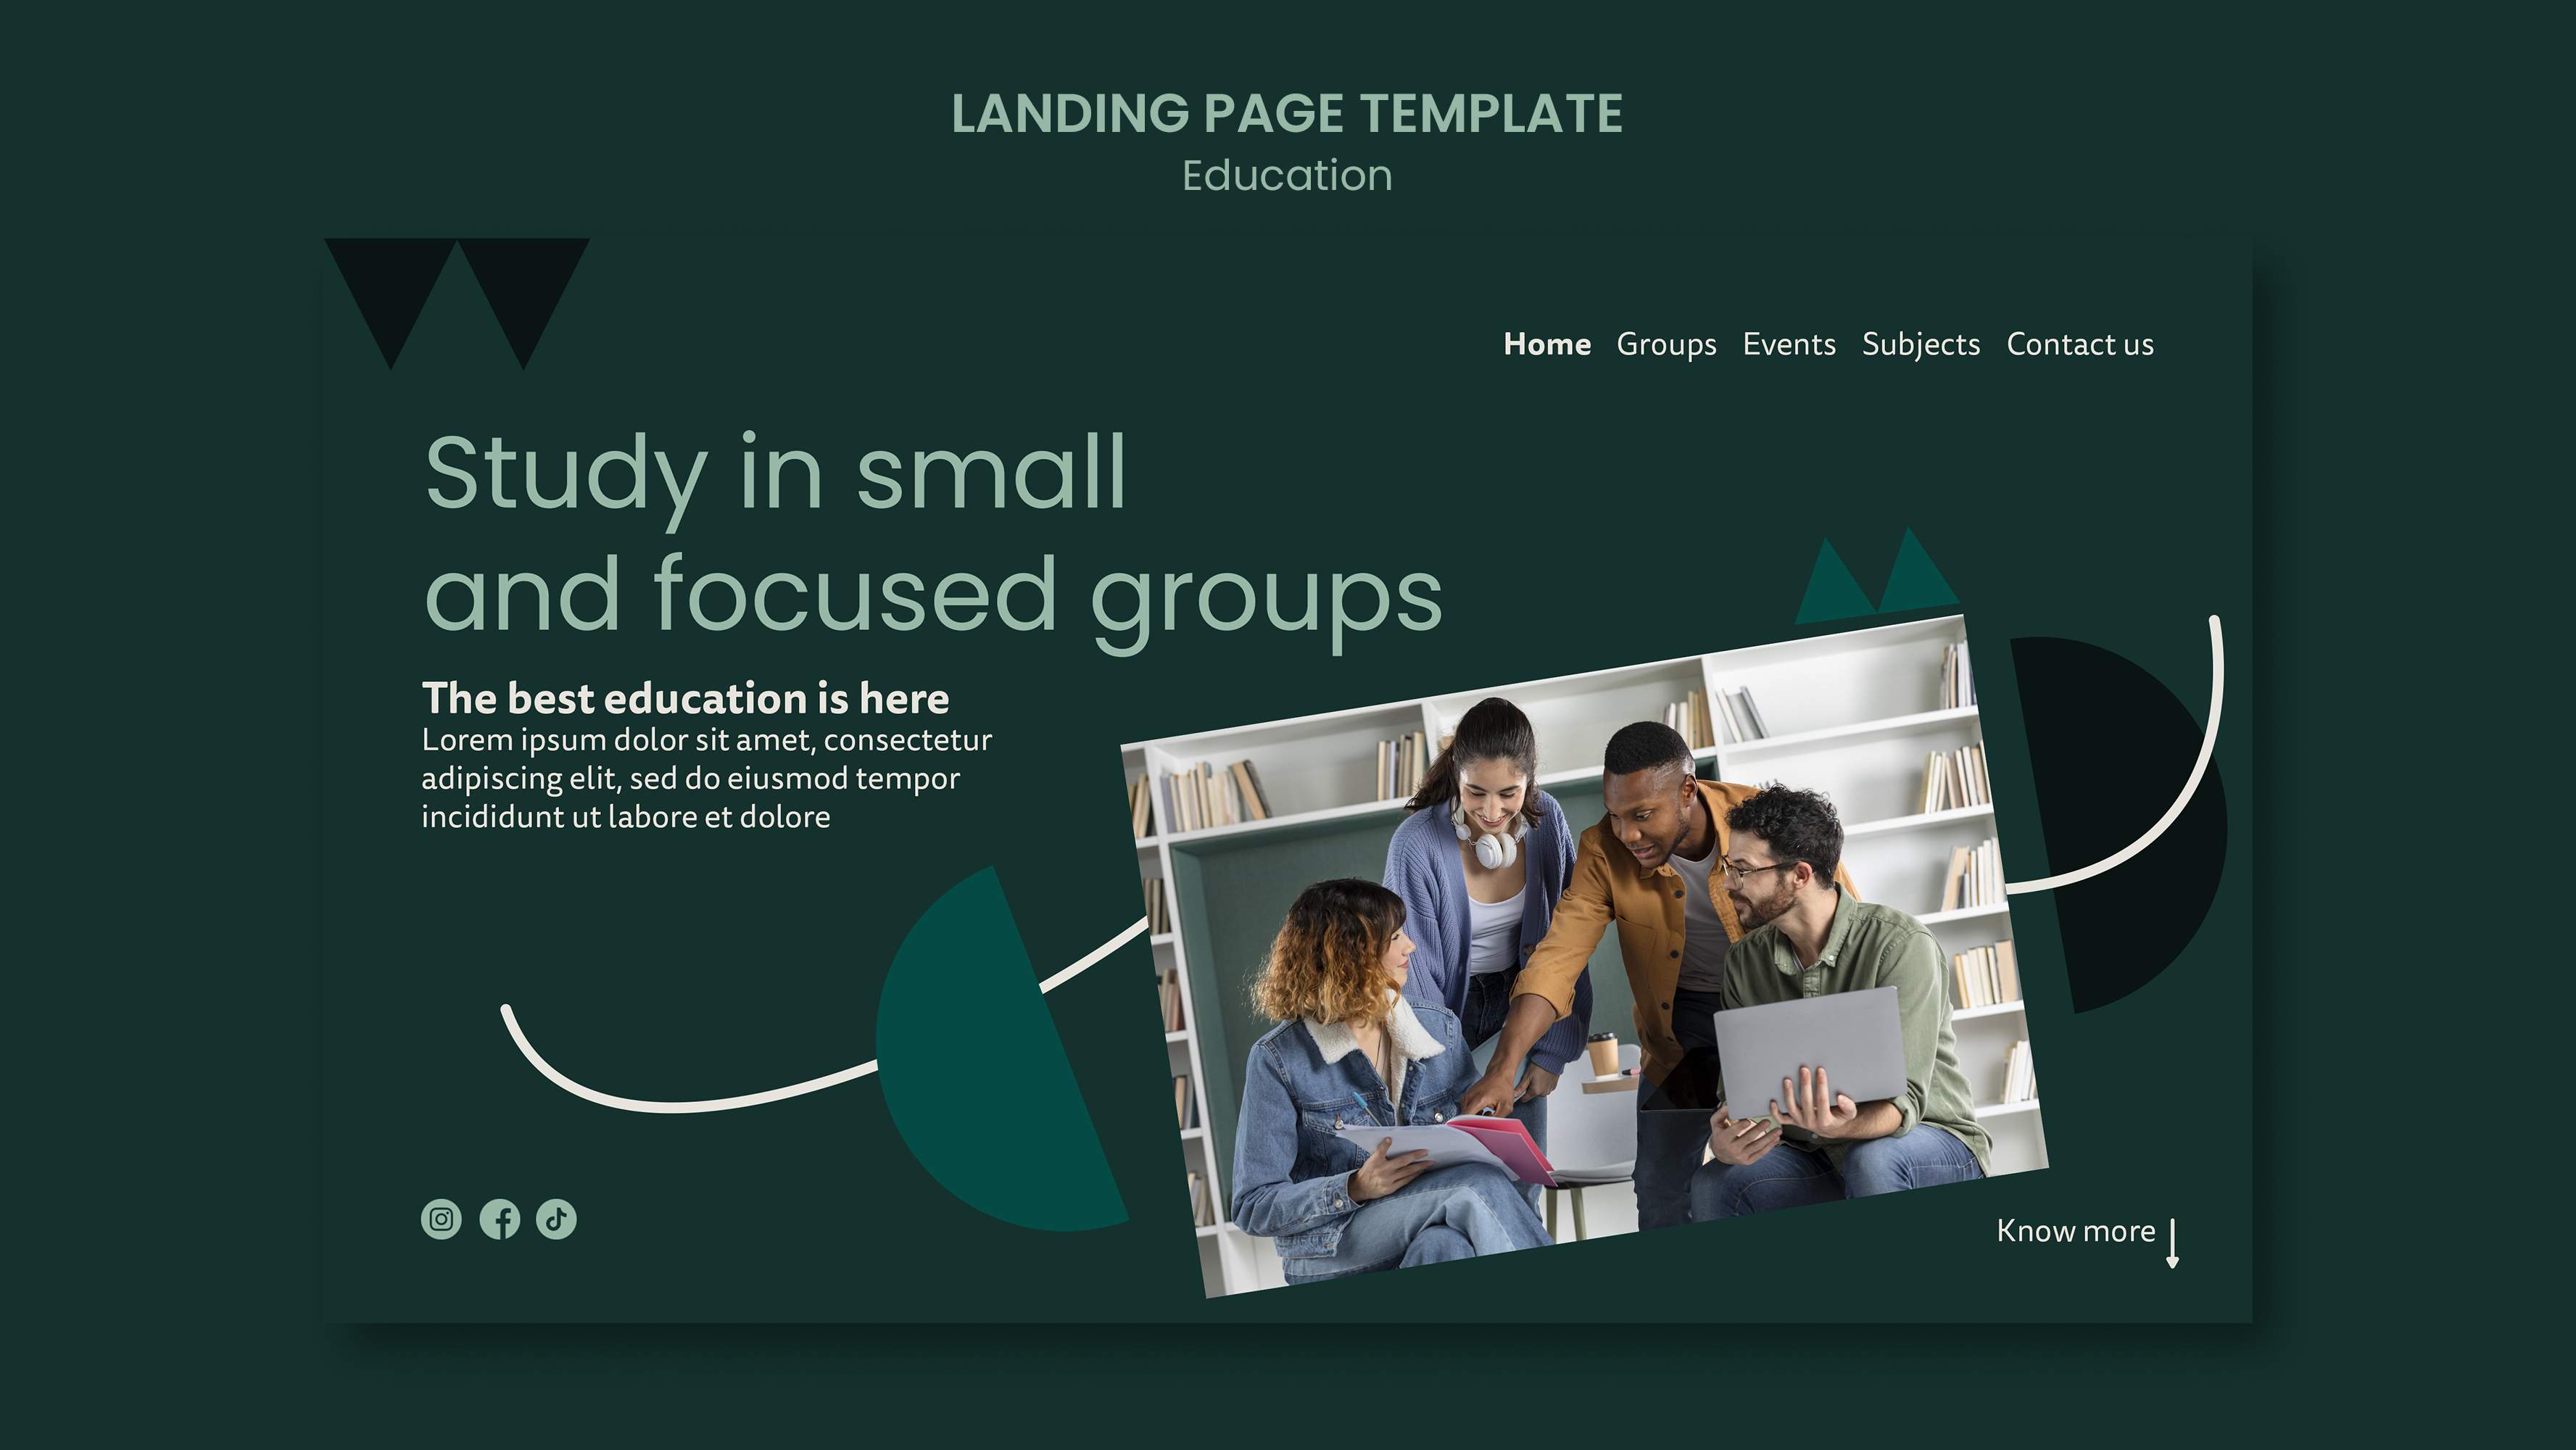 LANDING PAGE TEMPLATE
Education
Home Groups Events Subjects Contact us
Study in small
and focused groups
The best education is here
Lorem ipsum dolor sit amet, consectetur
adipiscing elit, sed do eiusmod tempor
incididunt ut labore et dolore
Know more